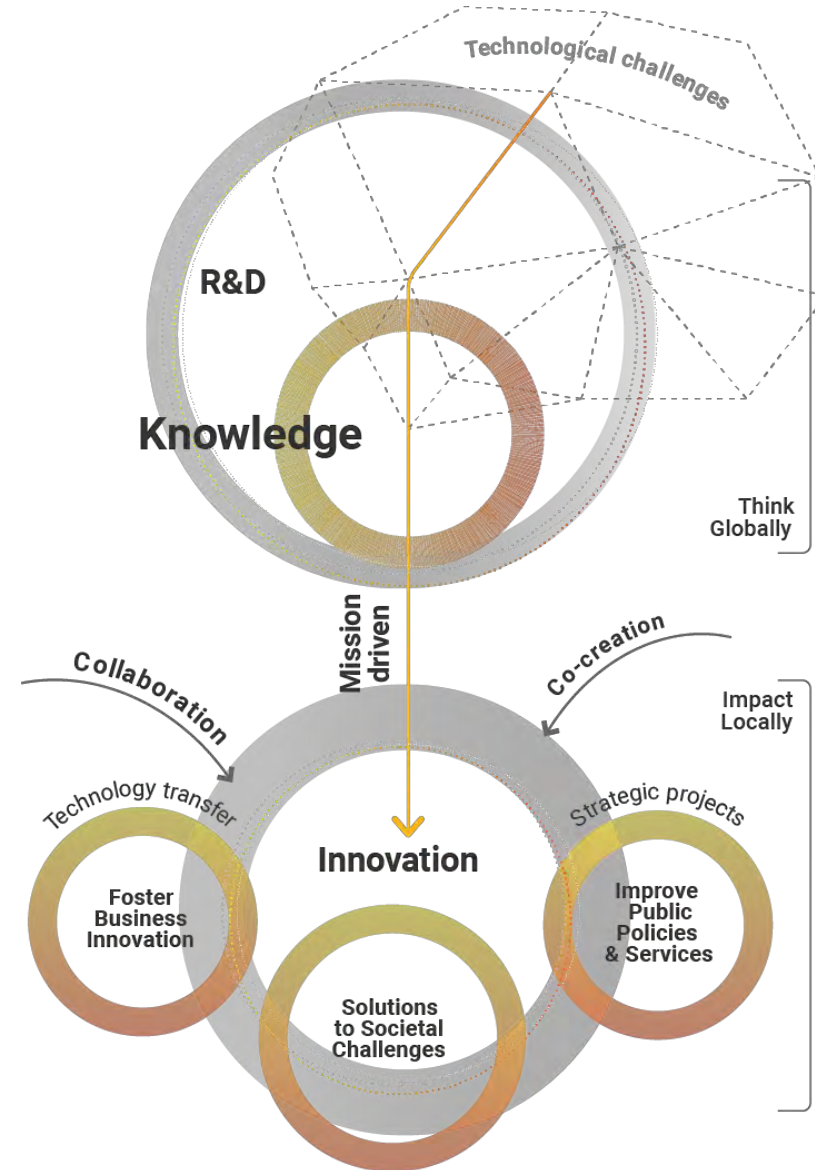 Technological challenges
R&D
Knowledge
Think
Globally
Mission
driven
Collaboration
Co-creation
Impact
Locally
Technology transfer
Strategic projects
Innovation
Foster
Business
Innovation
Improve
Public
Policies
& Services
Solutions
to Societal
Challenges